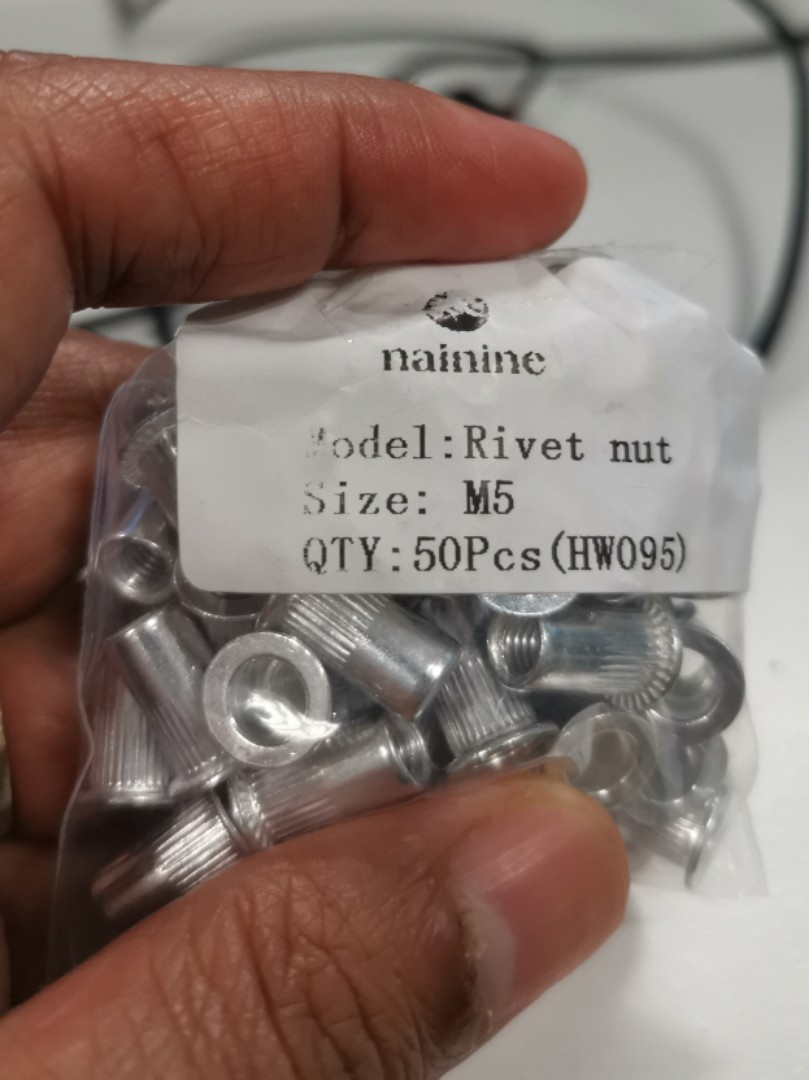 nainine
Model:Rivet nut
Size: M5
QTY:50Pcs(HW095)